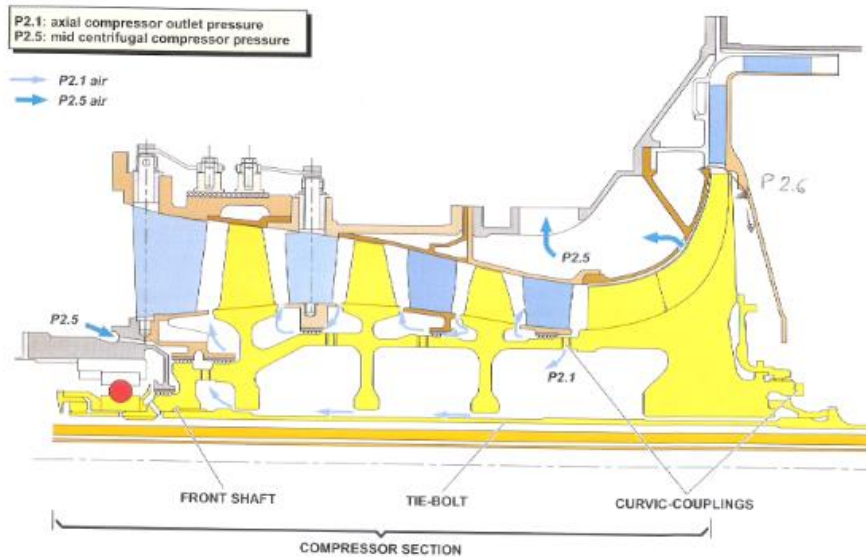 P2.1: axial compressor outlet pressure
P2.5: mid centrifugal compressor pressure
P2.1 air
P2.5 air
P2.6
P2.5
P2.5
P2.1
FRONT SHAFT
TIE-BOLT
CURVIC-COUPLINGS
COMPRESSOR SECTION